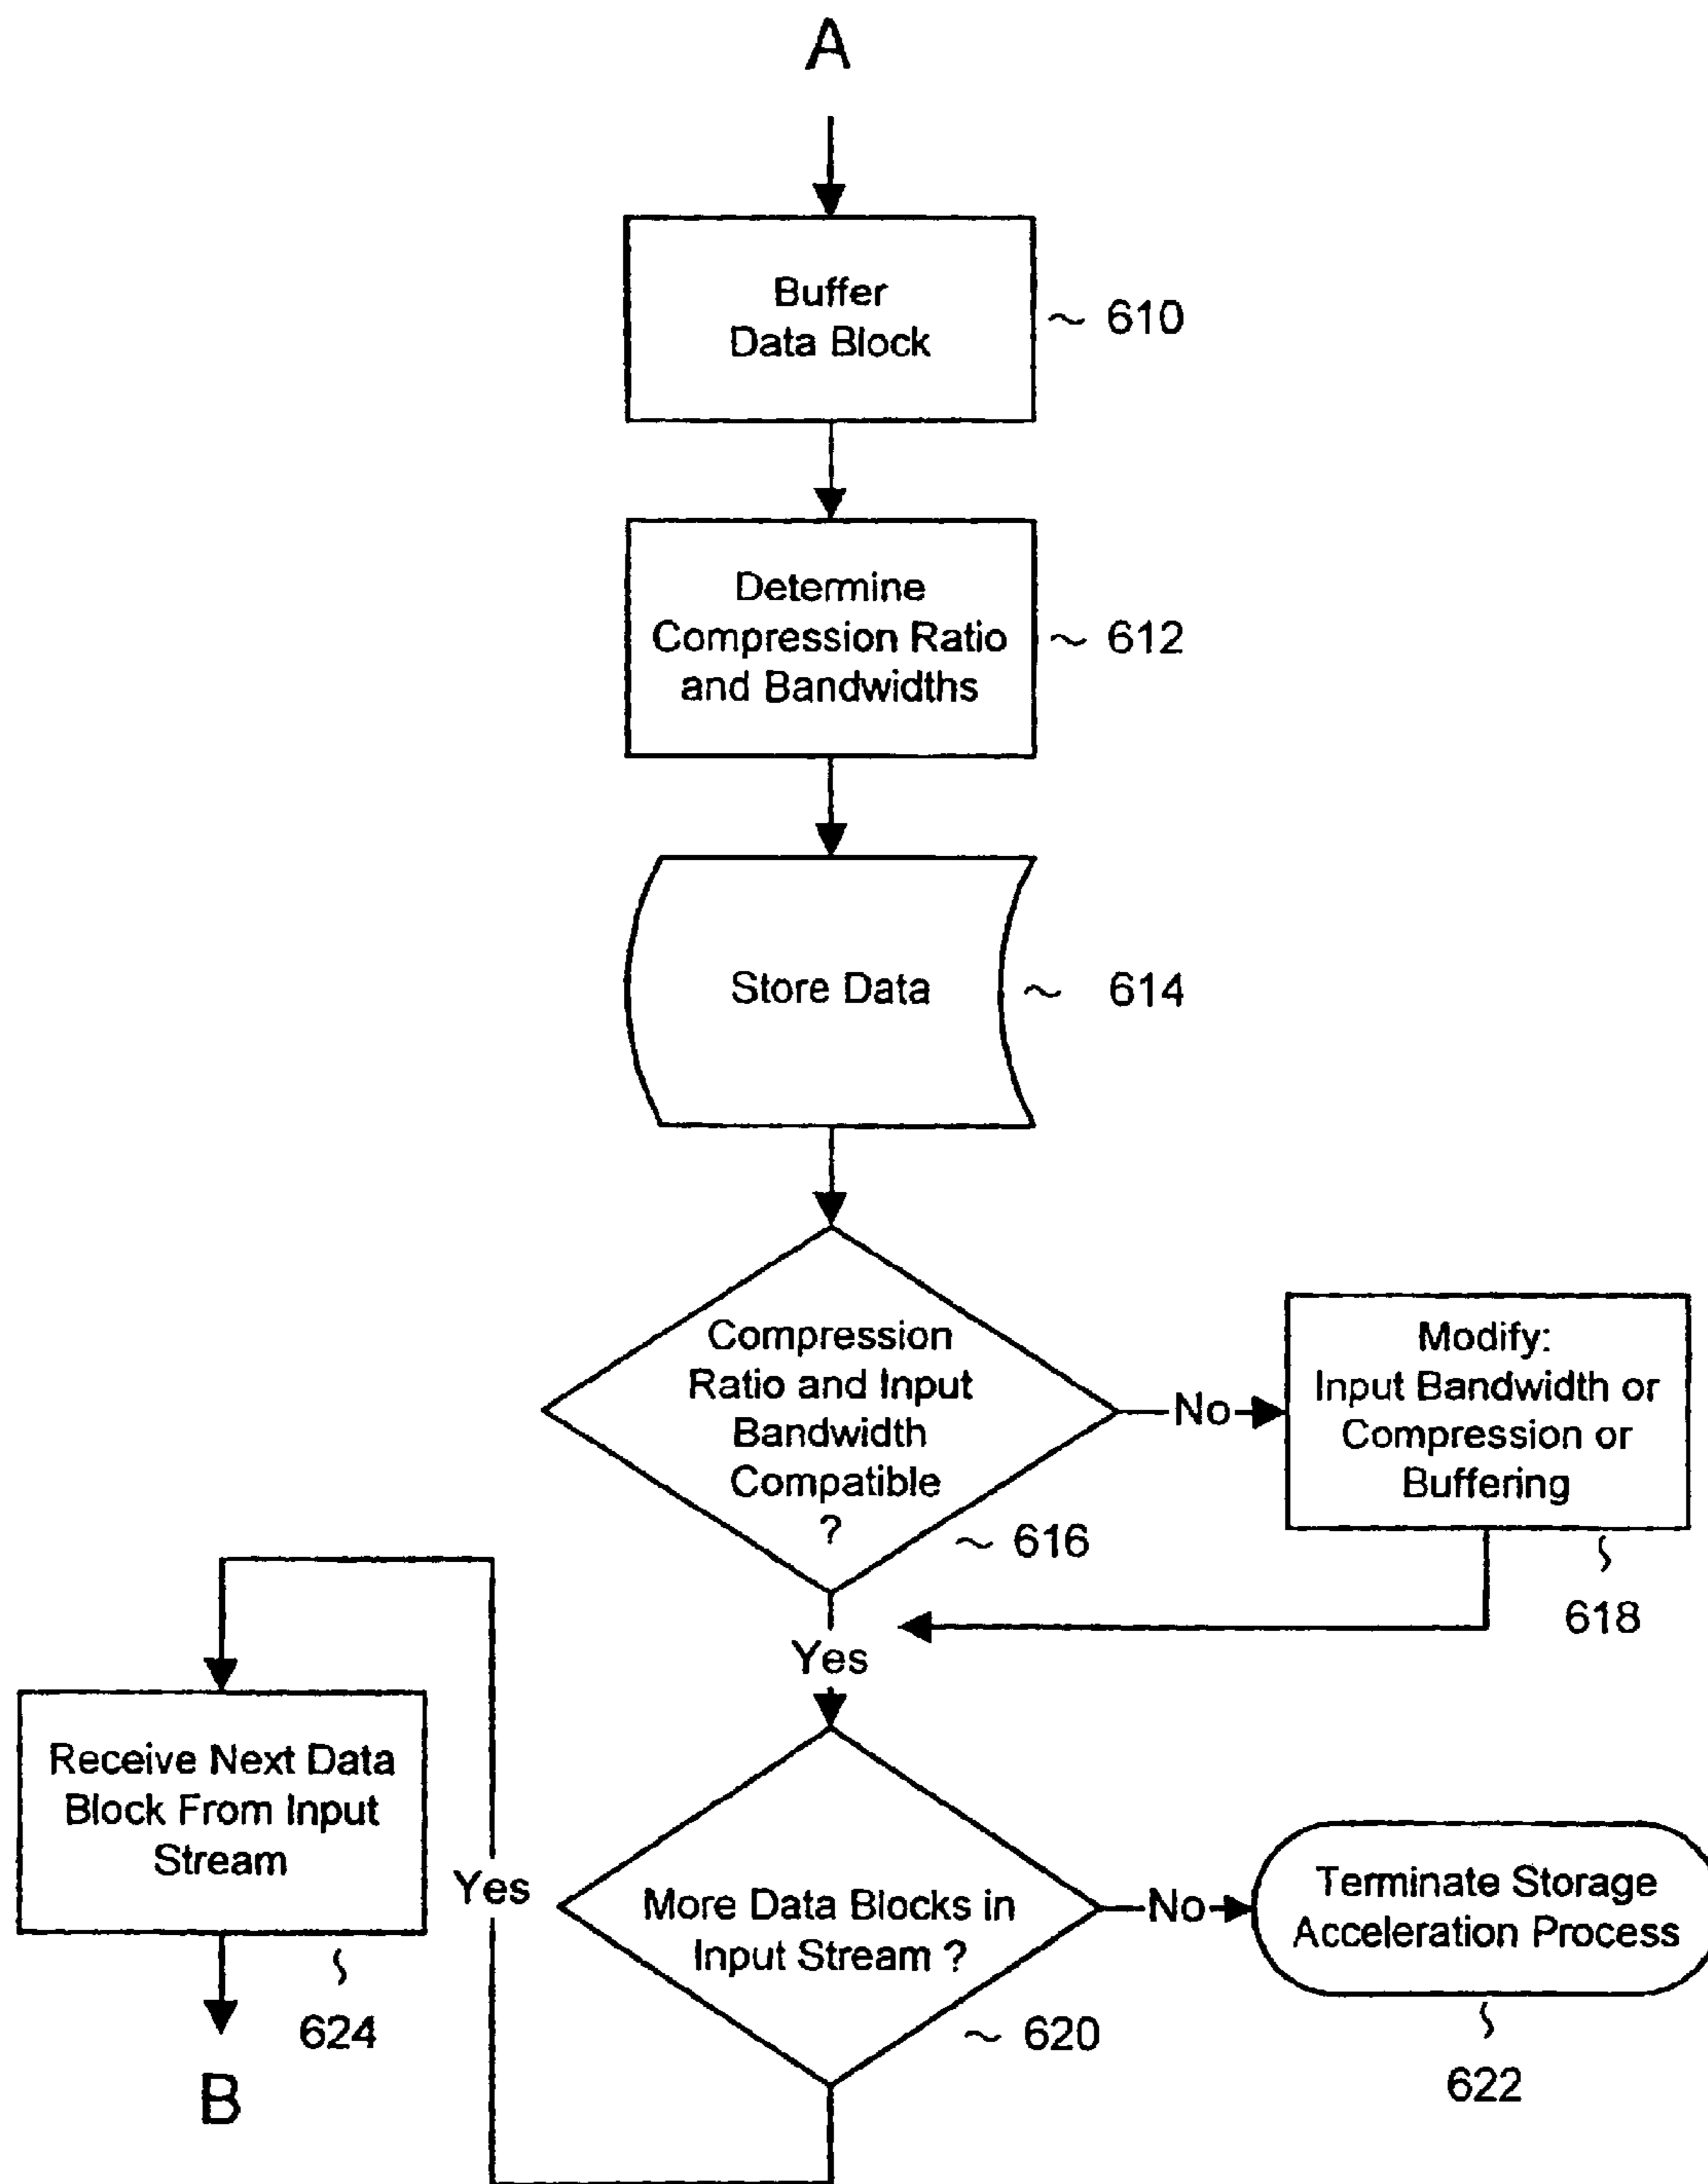 A
Buffer
Data Block
~ 610
Determine
Compression Ratio
and Bandwidths
~ 612
Store Data
~ 614
Compression
Ratio and Input
Bandwidth
Compatible
?
~ 616
No
Modify:
Input Bandwidth or
Compression or
Buffering
618
Yes
More Data Blocks in
Input Stream ?
~ 620
No
Terminate Storage
Acceleration Process
622
Yes
Receive Next Data
Block From Input
Stream
624
B